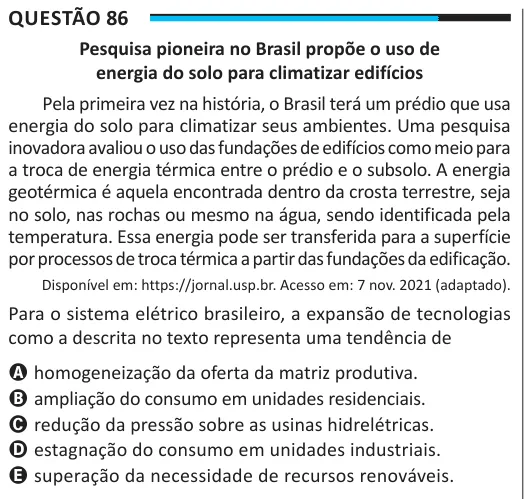 QUESTÃO 86
Pesquisa pioneira no Brasil propõe o uso de
energia do solo para climatizar edifícios
Pela primeira vez na história, o Brasil terá um prédio que usa
energia do solo para climatizar seus ambientes. Uma pesquisa
inovadora avaliou o uso das fundações de edifícios como meio para
a troca de energia térmica entre o prédio e o subsolo. A energia
geotérmica é aquela encontrada dentro da crosta terrestre, seja
no solo, nas rochas ou mesmo na água, sendo identificada pela
temperatura. Essa energia pode ser transferida para a superfície
por processos de troca térmica a partir das fundações da edificação.
Disponível em: https://jornal.usp.br. Acesso em: 7 nov. 2021 (adaptado).
Para o sistema elétrico brasileiro, a expansão de tecnologias
como a descrita no texto representa uma tendência de
A homogeneização da oferta da matriz produtiva.
B ampliação do consumo em unidades residenciais.
C redução da pressão sobre as usinas hidrelétricas.
D estagnação do consumo em unidades industriais.
E superação da necessidade de recursos renováveis.